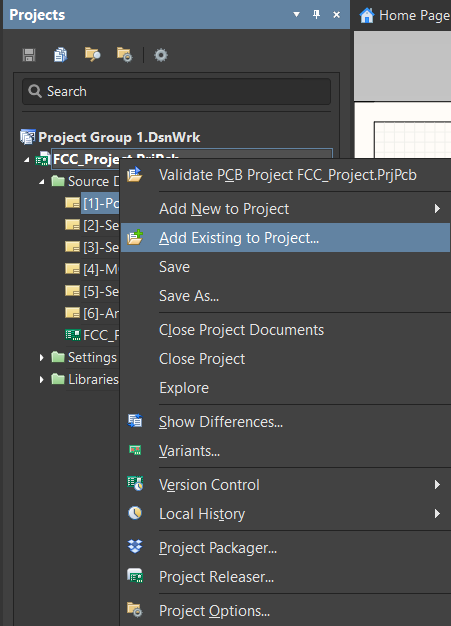 Projects
Home Page
Search
Project Group 1.DsnWrk
FCC_Project.PrjPcb
Source D
Validate PCB Project FCC_Project.PrjPcb
[1]-Po
Add New to Project
[2]-Se
Add Existing to Project...
[3]-Se
Save
[4]-M
[5]-Se
Save As...
[6]-Ar
Close Project Documents
FCC_P
Settings
Close Project
Libraries
Explore
Show Differences...
Variants...
Version Control
Local History
Project Packager...
Project Releaser...
Project Options...